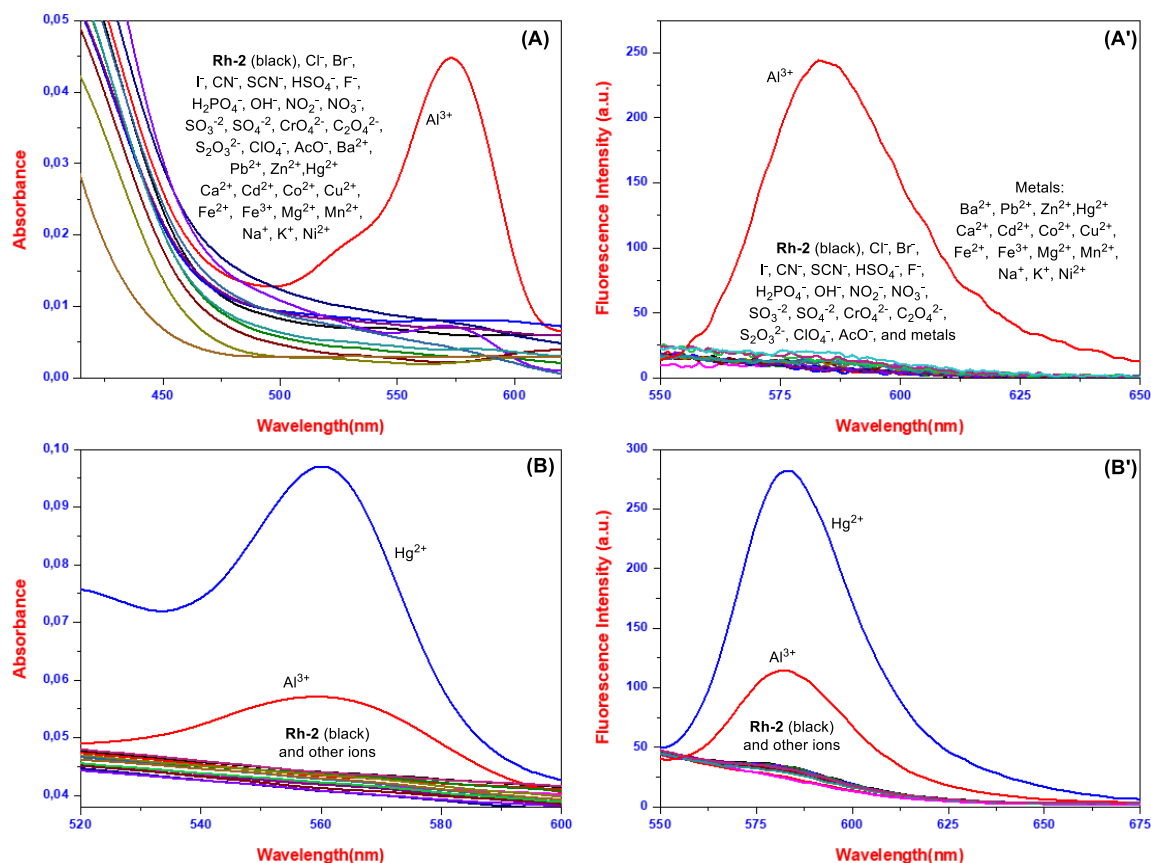 (A)
Rh-2 (black), Cl⁻, Br⁻,
I⁻, CN⁻, SCN⁻, HSO₄⁻, F⁻,
H₂PO₄⁻, OH⁻, NO₂⁻, NO₃⁻,
SO₃⁻², SO₄⁻², CrO₄²⁻, C₂O₄²⁻,
S₂O₃²⁻, ClO₄⁻, AcO⁻, Ba²⁺,
Pb²⁺, Zn²⁺,Hg²⁺
Ca²⁺, Cd²⁺, Co²⁺, Cu²⁺,
Fe²⁺, Fe³⁺, Mg²⁺, Mn²⁺,
Na⁺, K⁺, Ni²⁺
Al³⁺
Absorbance
0,05
0,04
0,03
0,02
0,01
0,00
450 500 550 600
Wavelength(nm)
(A')
Al³⁺
Metals:
Ba²⁺, Pb²⁺, Zn²⁺,Hg²⁺
Ca²⁺, Cd²⁺, Co²⁺, Cu²⁺,
Fe²⁺, Fe³⁺, Mg²⁺, Mn²⁺,
Na⁺, K⁺, Ni²⁺
Rh-2 (black), Cl⁻, Br⁻,
I⁻, CN⁻, SCN⁻, HSO₄⁻, F⁻,
H₂PO₄⁻, OH⁻, NO₂⁻, NO₃⁻,
SO₃⁻², SO₄⁻², CrO₄²⁻, C₂O₄²⁻,
S₂O₃²⁻, ClO₄⁻, AcO⁻, and metals
Fluorescence Intensity (a.u.)
250
200
150
100
50
0
550 575 600 625 650
Wavelength(nm)
(B)
Hg²⁺
Al³⁺
Rh-2 (black)
and other ions
Absorbance
0,10
0,09
0,08
0,07
0,06
0,05
0,04
520 540 560 580 600
Wavelength(nm)
(B')
Hg²⁺
Al³⁺
Rh-2 (black)
and other ions
Fluorescence Intensity (a.u.)
300
250
200
150
100
50
0
550 575 600 625 650 675
Wavelength(nm)